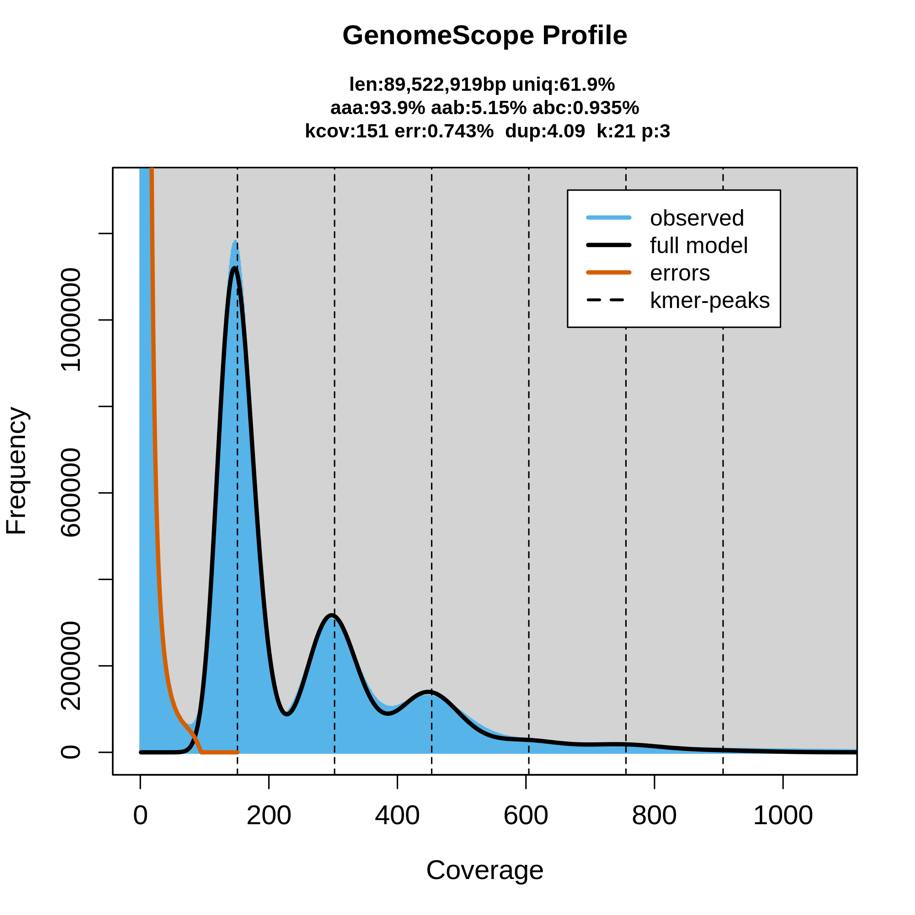 GenomeScope Profile
len:89,522,919bp uniq:61.9%
aaa:93.9% aab:5.15% abc:0.935%
kcov:151 err:0.743% dup:4.09 k:21 p:3
observed
full model
errors
kmer-peaks
Frequency
1000000
600000
200000
0
0 200 400 600 800 1000
Coverage